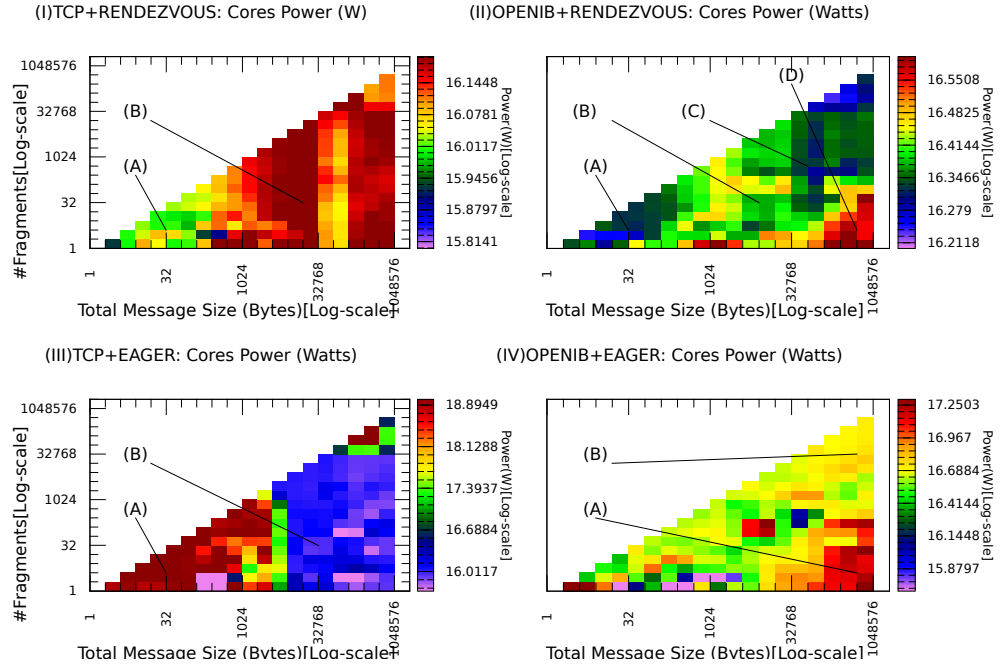 (I)TCP+RENDEZVOUS: Cores Power (W)
(II)OPENIB+RENDEZVOUS: Cores Power (Watts)
#Fragments[Log-scale]
1048576
32768
1024
32
1
(B)
(A)
1
32
1024
32768
1048576
Total Message Size (Bytes)[Log-scale]
16.1448
16.0781
16.0117
15.9456
15.8797
15.8141
Power(W)[Log-scale]
(D)
(B)
(C)
(A)
1
32
1024
32768
1048576
Total Message Size (Bytes)[Log-scale]
16.5508
16.4825
16.4144
16.3466
16.279
16.2118
Power(W)[Log-scale]
(III)TCP+EAGER: Cores Power (Watts)
(IV)OPENIB+EAGER: Cores Power (Watts)
#Fragments[Log-scale]
1048576
32768
1024
32
1
(B)
(A)
1
32
1024
32768
1048576
Total Message Size (Bytes)[Log-scale]
18.8949
18.1288
17.3937
16.6884
16.0117
Power(W)[Log-scale]
(B)
(A)
1
32
1024
32768
1048576
Total Message Size (Bytes)[Log-scale]
17.2503
16.967
16.6884
16.4144
16.1448
15.8797
Power(W)[Log-scale]